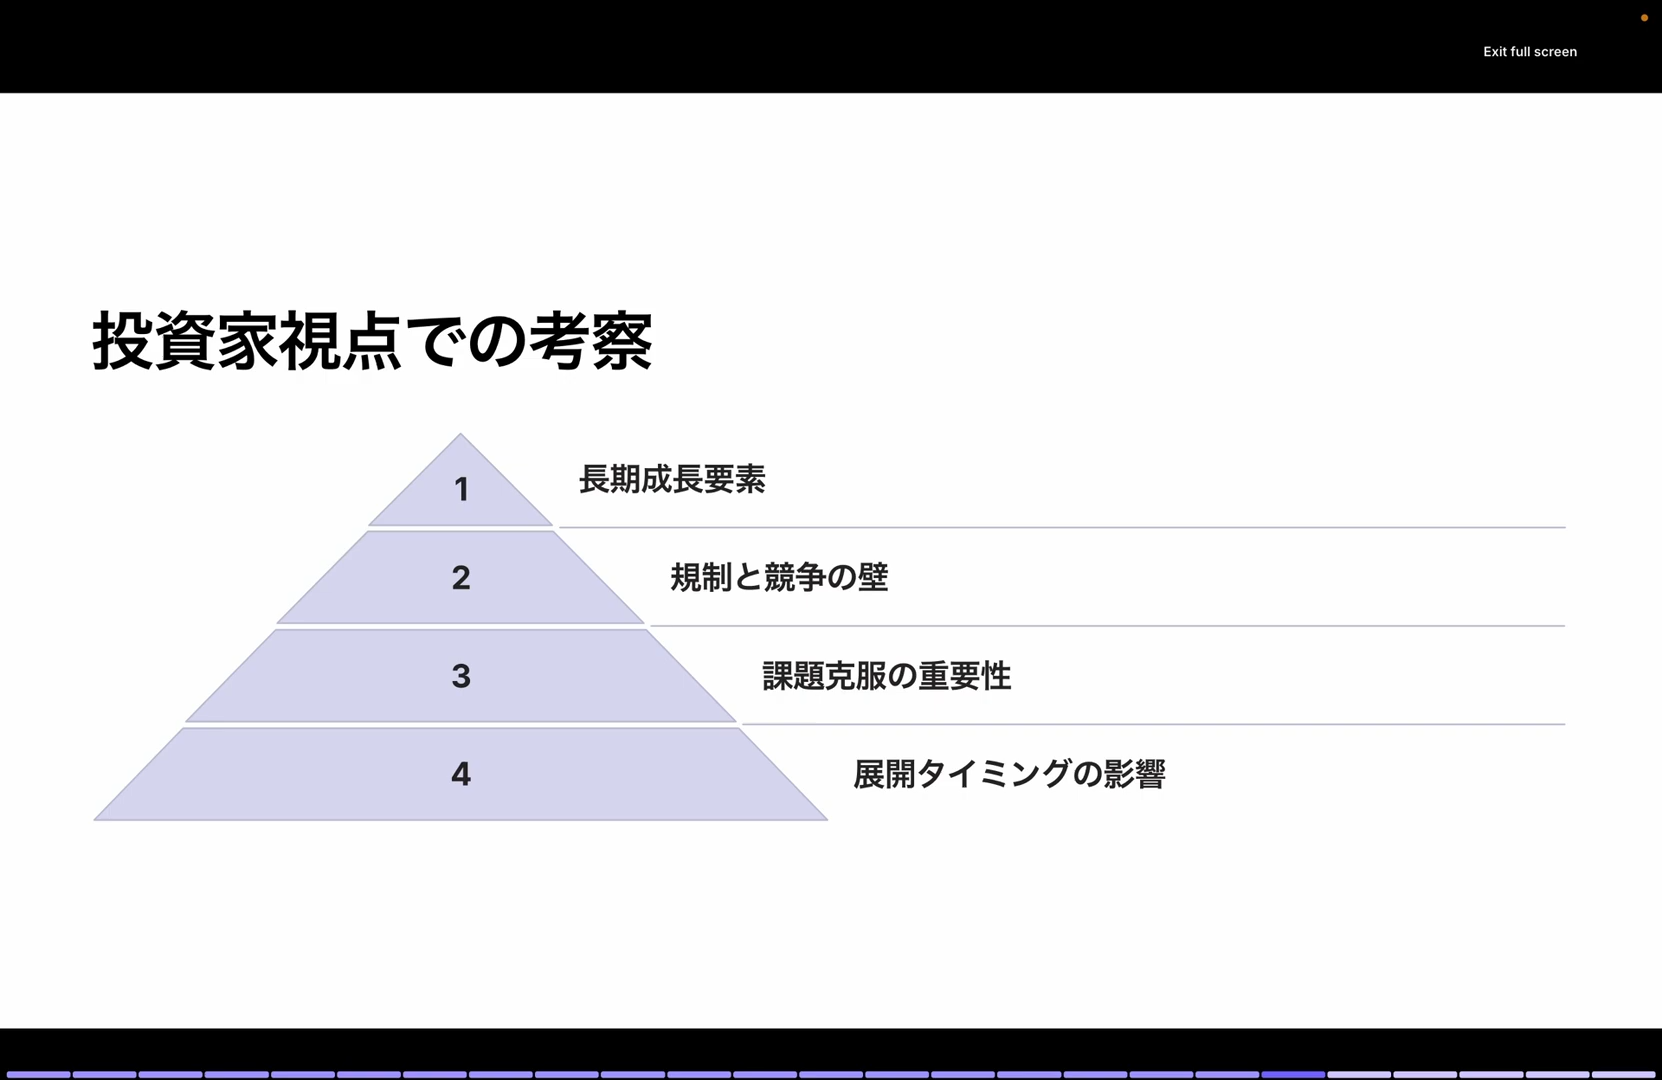 Exit full screen
投資家視点での考察
1
長期成長要素
2
規制と競争の壁
3
課題克服の重要性
4
展開タイミングの影響